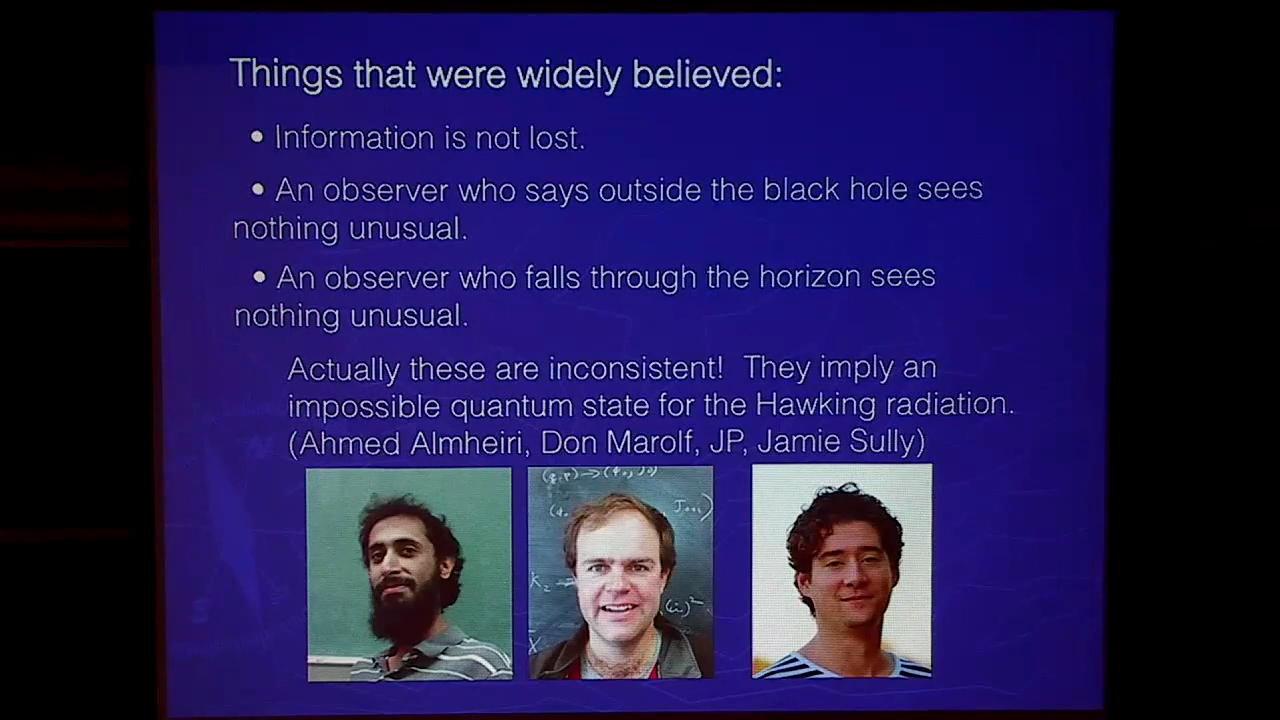 Things that were widely believed:
• Information is not lost.
• An observer who says outside the black hole sees
nothing unusual.
• An observer who falls through the horizon sees
nothing unusual.
Actually these are inconsistent! They imply an
impossible quantum state for the Hawking radiation.
(Ahmed Almheiri, Don Marolf, JP, Jamie Sully)